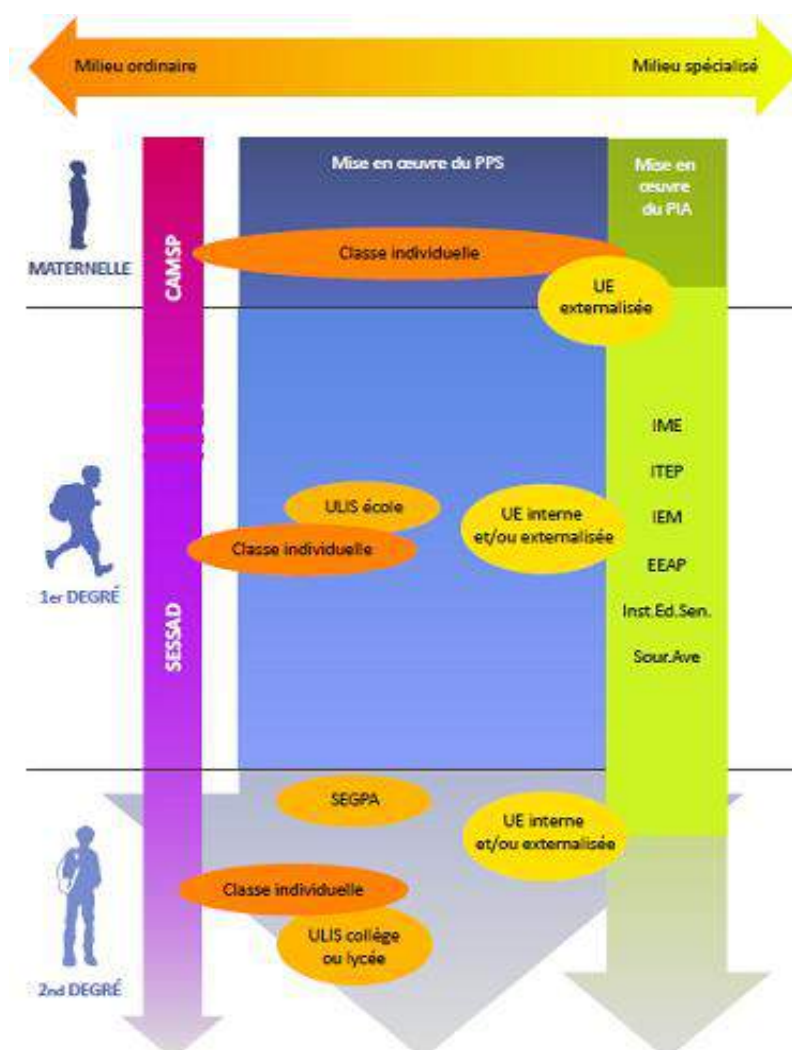 Milieu ordinaire
Milieu spécialisé
Mise en œuvre du PPS
Mise en
œuvre
du PIA
MATERNELLE
CAMSP
Classe individuelle
UE
externalisée
IME
ITEP
IEM
EEAP
Inst.Ed.Sen.
Sour.Ave
ULIS école
Classe individuelle
UE interne
et/ou externalisée
1er DEGRÉ
SESSAD
SEGPA
UE interne
et/ou externalisée
Classe individuelle
ULIS collège
ou lycée
2nd DEGRÉ